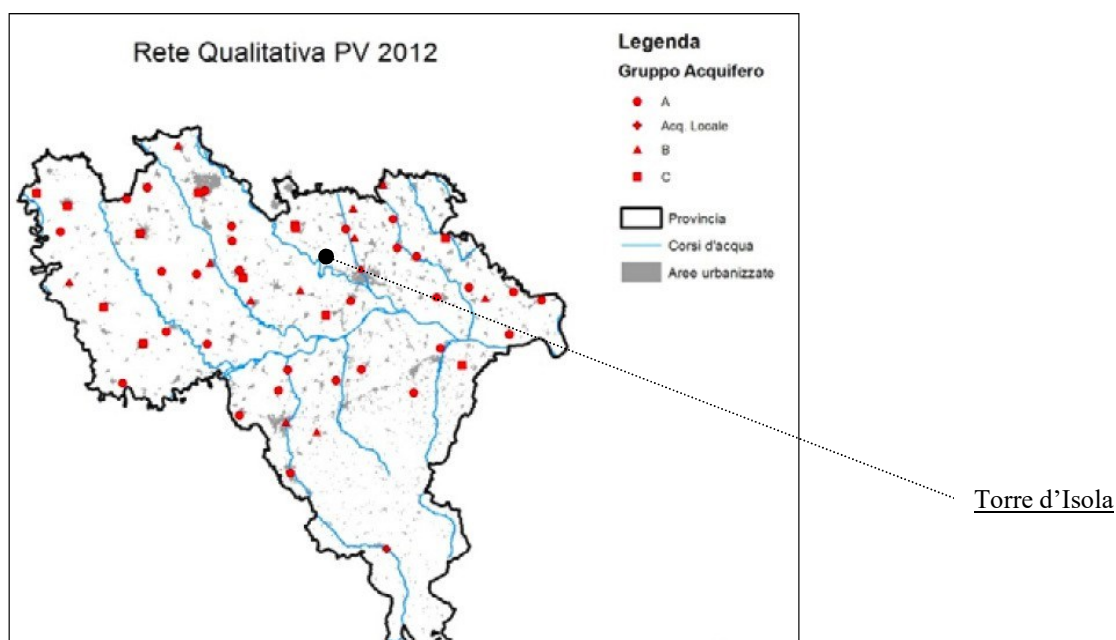 Rete Qualitativa PV 2012
Legenda
Gruppo Acquifero
A
Acq. Locale
B
C
Provincia
Corsi d'acqua
Aree urbanizzate
Torre d’Isola